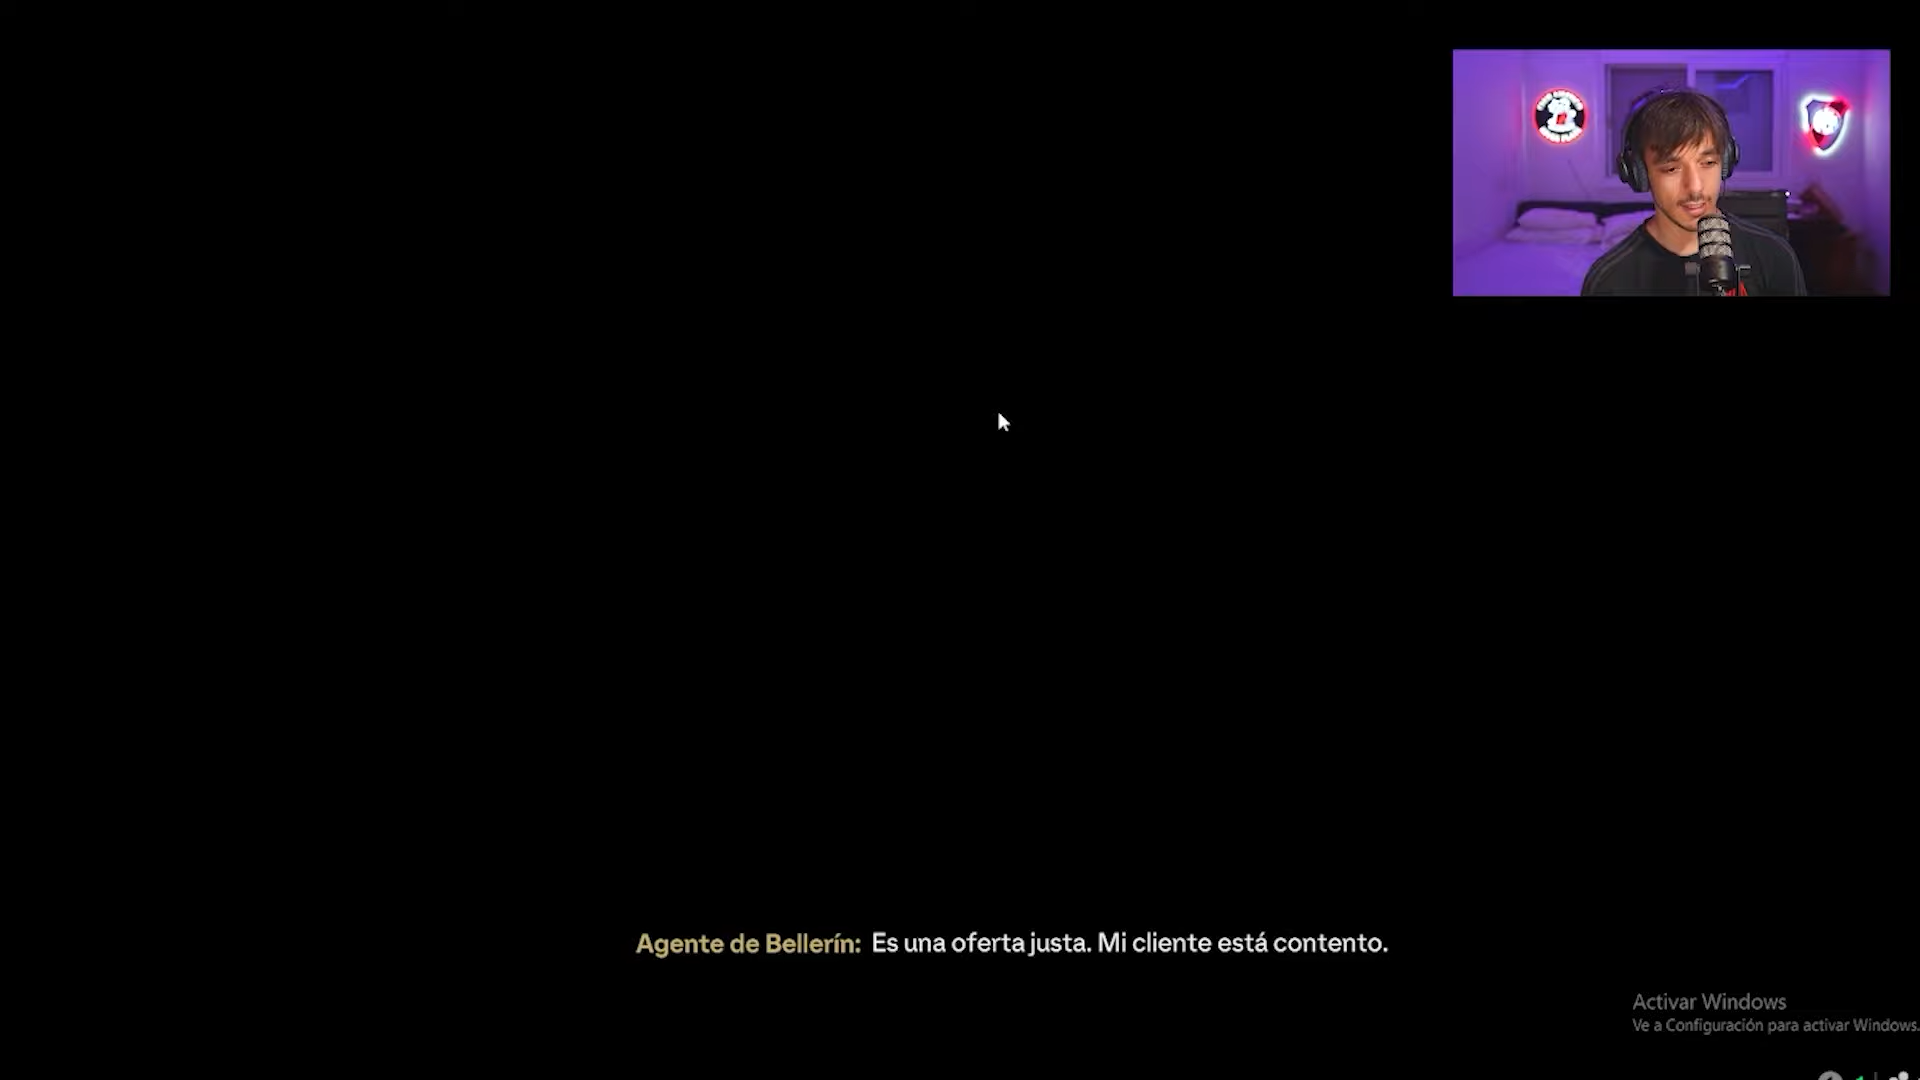 Agente de Bellerín: Es una oferta justa. Mi cliente está contento.
Activar Windows
Ve a Configuración para activar Windows.